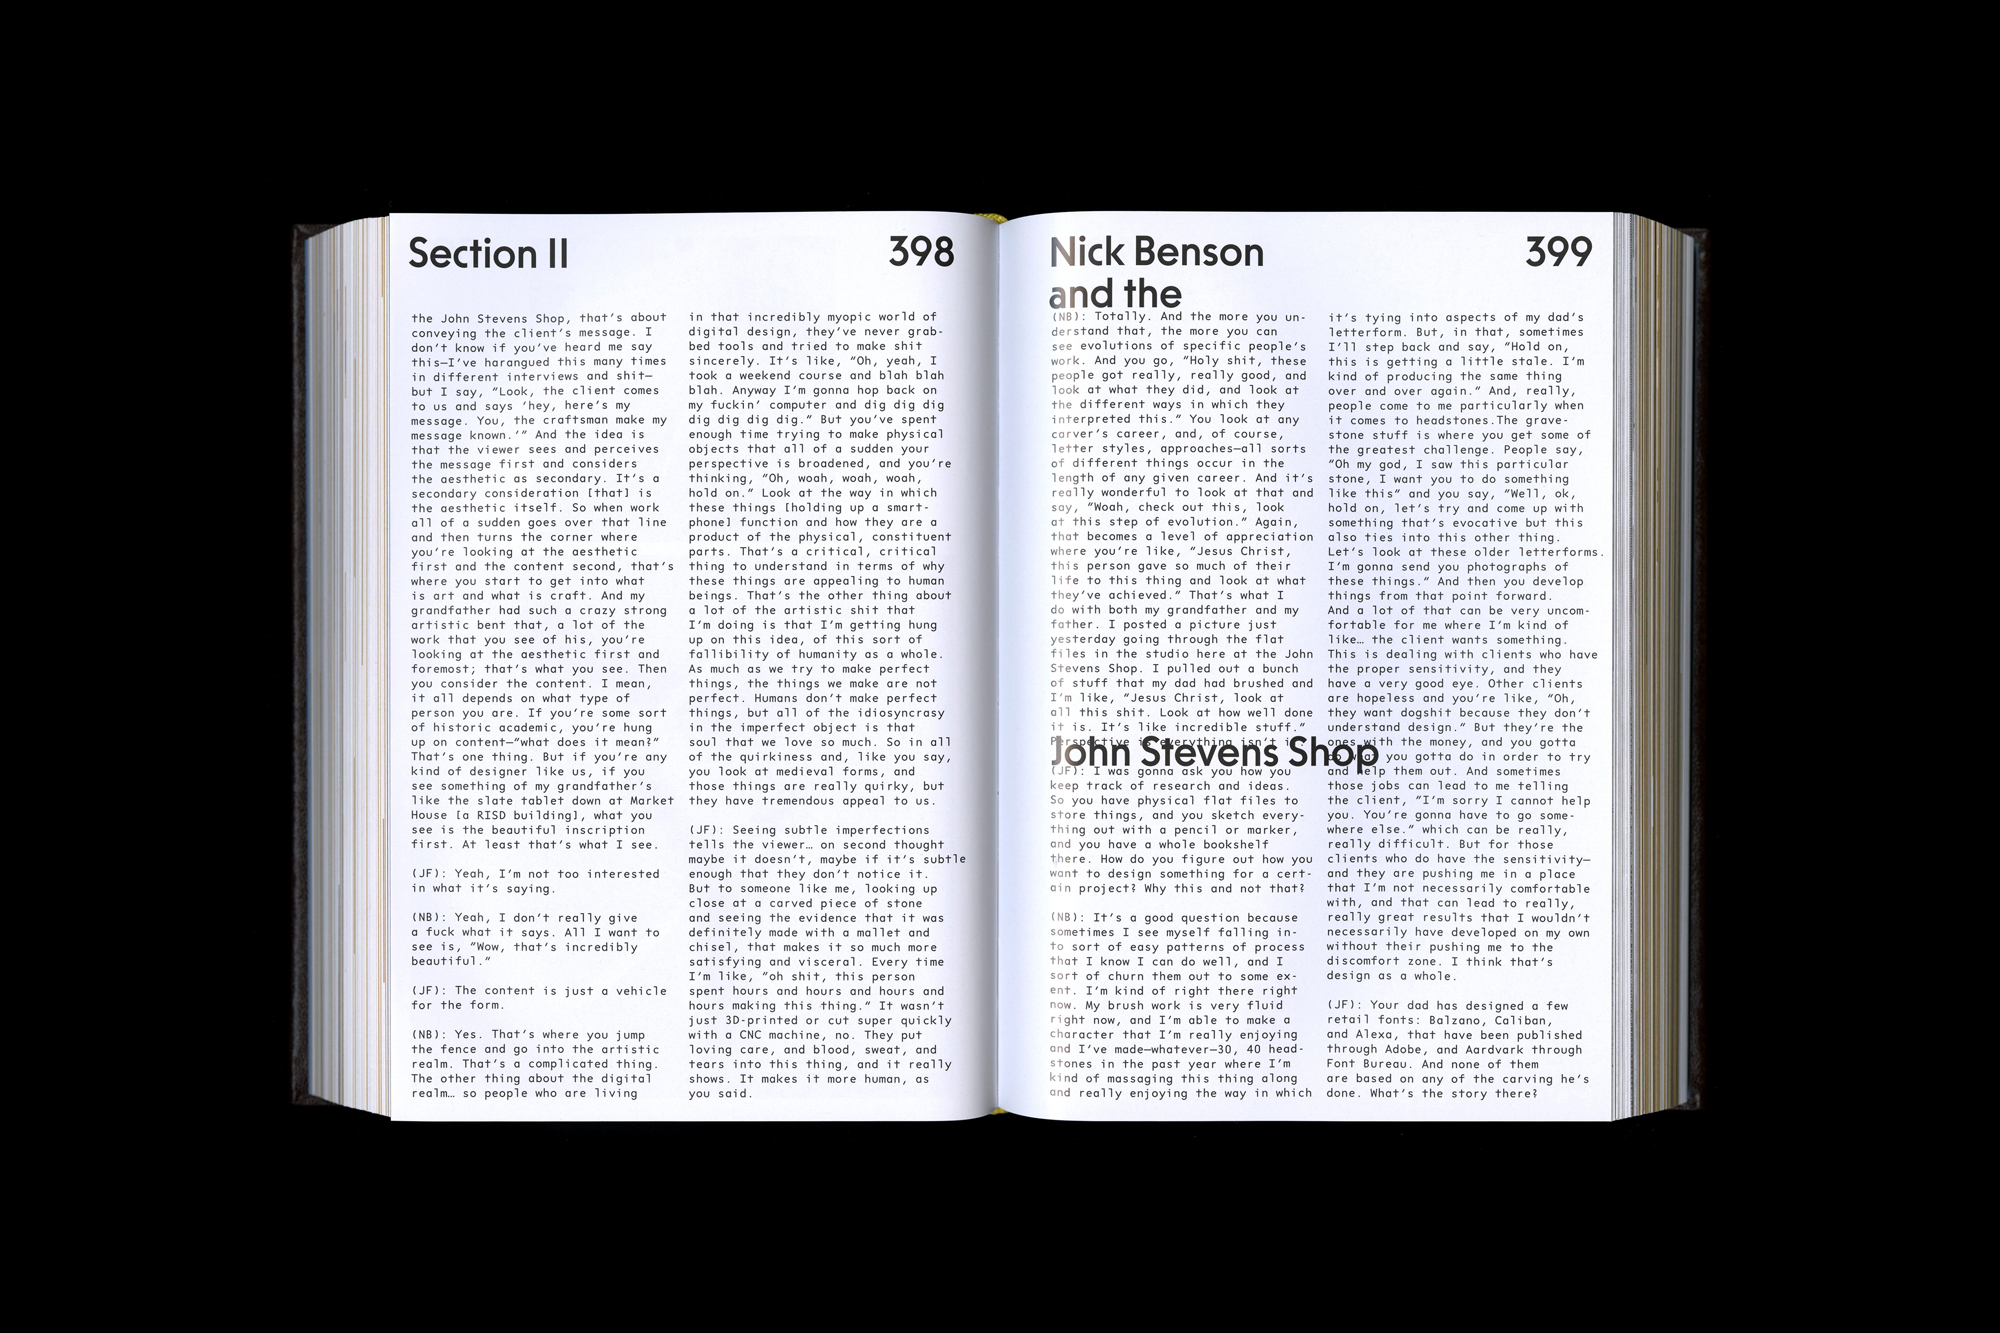 Section II
398
the John Stevens Shop, that's about
conveying the client's message. I
don't know if you've heard me say
this—I've harangued this many times
in different interviews and shit—
but I say, “Look, the client comes
to us and says ‘hey, here's my
message. You, the craftsman make my
message known.’” And the idea is
that the viewer sees and perceives
the message first and considers
the aesthetic as secondary. It's a
secondary consideration [that] is
the aesthetic itself. So when work
all of a sudden goes over that line
and then turns the corner where
you're looking at the aesthetic
first and the content second, that's
where you start to get into what
is art and what is craft. And my
grandfather had such a crazy strong
artistic bent that, a lot of the
work that you see of his, you're
looking at the aesthetic first and
foremost; that's what you see. Then
you consider the content. I mean,
it all depends on what type of
person you are. If you're some sort
of historic academic, you're hung
up on content—“what does it mean?”
That's one thing. But if you're any
kind of designer like us, if you
see something of my grandfather's
like the slate tablet down at Market
House [a RISD building], what you
see is the beautiful inscription
first. At least that's what I see.
(JF): Yeah, I'm not too interested
in what it's saying.
(NB): Yeah, I don't really give
a fuck what it says. All I want to
see is, “Wow, that's incredibly
beautiful.”
(JF): The content is just a vehicle
for the form.
(NB): Yes. That's where you jump
the fence and go into the artistic
realm. That's a complicated thing.
The other thing about the digital
realm… so people who are living
in that incredibly myopic world of
digital design, they've never grab-
bed tools and tried to make shit
sincerely. It's like, “Oh, yeah, I
took a weekend course and blah blah
blah. Anyway I'm gonna hop back on
my fuckin' computer and dig dig dig
dig dig dig dig.” But you've spent
enough time trying to make physical
objects that all of a sudden your
perspective is broadened, and you're
thinking, “Oh, woah, woah, woah,
hold on.” Look at the way in which
these things [holding up a smart-
phone] function and how they are a
product of the physical, constituent
parts. That's a critical, critical
thing to understand in terms of why
these things are appealing to human
beings. That's the other thing about
a lot of the artistic shit that
I'm doing is that I'm getting hung
up on this idea, of this sort of
fallibility of humanity as a whole.
As much as we try to make perfect
things, the things we make are not
perfect. Humans don't make perfect
things, but all of the idiosyncrasy
in the imperfect object is that
soul that we love so much. So in all
of the quirkiness and, like you say,
you look at medieval forms, and
those things are really quirky, but
they have tremendous appeal to us.
(JF): Seeing subtle imperfections
tells the viewer… on second thought
maybe it doesn't, maybe if it's subtle
enough that they don't notice it.
But to someone like me, looking up
close at a carved piece of stone
and seeing the evidence that it was
definitely made with a mallet and
chisel, that makes it so much more
satisfying and visceral. Every time
I'm like, “oh shit, this person
spent hours and hours and hours and
hours making this thing.” It wasn't
just 3D-printed or cut super quickly
with a CNC machine, no. They put
loving care, and blood, sweat, and
tears into this thing, and it really
shows. It makes it more human, as
you said.
Nick Benson
and the
399
(NB): Totally. And the more you un-
derstand that, the more you can
see evolutions of specific people's
work. And you go, “Holy shit, these
people got really, really good, and
look at what they did, and look at
the different ways in which they
interpreted this.” You look at any
carver's career, and, of course,
letter styles, approaches—all sorts
of different things occur in the
length of any given career. And it's
really wonderful to look at that and
say, “Woah, check out this, look
at this step of evolution.” Again,
that becomes a level of appreciation
where you're like, “Jesus Christ,
this person gave so much of their
life to this thing and look at what
they've achieved.” That's what I
do with both my grandfather and my
father. I posted a picture just
yesterday going through the flat
files in the studio here at the John
Stevens Shop. I pulled out a bunch
of stuff that my dad had brushed and
I'm like, “Jesus Christ, look at
all this shit. Look at how well done
it is. It's like incredible stuff.”
Perspective is everything isn't it
John Stevens Shop
(JF): I was gonna ask you how you
keep track of research and ideas.
So you have physical flat files to
store things, and you sketch every-
thing out with a pencil or marker,
and you have a whole bookshelf
there. How do you figure out how you
want to design something for a cert-
ain project? Why this and not that?
(NB): It's a good question because
sometimes I see myself falling in-
to sort of easy patterns of process
that I know I can do well, and I
sort of churn them out to some ex-
ent. I'm kind of right there right
now. My brush work is very fluid
right now, and I'm able to make a
character that I'm really enjoying
and I've made—whatever—30, 40 head-
stones in the past year where I'm
kind of massaging this thing along
and really enjoying the way in which
it's tying into aspects of my dad's
letterform. But, in that, sometimes
I'll step back and say, “Hold on,
this is getting a little stale. I'm
kind of producing the same thing
over and over again.” And, really,
people come to me particularly when
it comes to headstones.The grave-
stone stuff is where you get some of
the greatest challenge. People say,
“Oh my god, I saw this particular
stone, I want you to do something
like this” and you say, “Well, ok,
hold on, let's try and come up with
something that's evocative but this
also ties into this other thing.
Let's look at these older letterforms.
I'm gonna send you photographs of
these things.” And then you develop
things from that point forward.
And a lot of that can be very uncom-
fortable for me where I'm kind of
like… the client wants something.
This is dealing with clients who have
the proper sensitivity, and they
have a very good eye. Other clients
are hopeless and you're like, “Oh,
they want dogshit because they don't
understand design.” But they're the
ones with the money, and you gotta
do what you gotta do in order to try
and help them out. And sometimes
those jobs can lead to me telling
the client, “I'm sorry I cannot help
you. You're gonna have to go some-
where else.” which can be really,
really difficult. But for those
clients who do have the sensitivity—
and they are pushing me in a place
that I'm not necessarily comfortable
with, and that can lead to really,
really great results that I wouldn't
necessarily have developed on my own
without their pushing me to the
discomfort zone. I think that's
design as a whole.
(JF): Your dad has designed a few
retail fonts: Balzano, Caliban,
and Alexa, that have been published
through Adobe, and Aardvark through
Font Bureau. And none of them
are based on any of the carving he's
done. What's the story there?